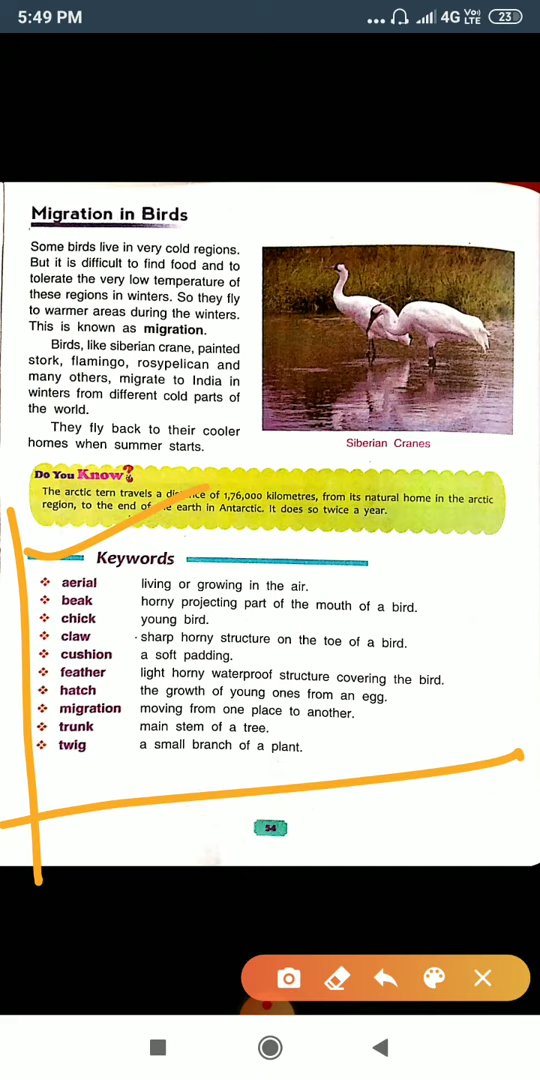 5:49 PM
4G Vo)) LTE 23
Migration in Birds
Some birds live in very cold regions.
But it is difficult to find food and to
tolerate the very low temperature of
these regions in winters. So they fly
to warmer areas during the winters.
This is known as migration.
Birds, like siberian crane, painted
stork, flamingo, rosypelican and
many others, migrate to India in
winters from different cold parts of
the world.
They fly back to their cooler
homes when summer starts.
Siberian Cranes
Do You Know?
The arctic tern travels a of 1,76,000 kilometres, from its natural home in the arctic
region, to the end of earth in Antarctic. It does so twice a year.
Keywords
aerial living or growing in the air.
beak horny projecting part of the mouth of a bird.
chick young bird.
claw sharp horny structure on the toe of a bird.
cushion a soft padding.
feather light horny waterproof structure covering the bird.
hatch the growth of young ones from an egg.
migration moving from one place to another.
trunk main stem of a tree.
twig a small branch of a plant.
54